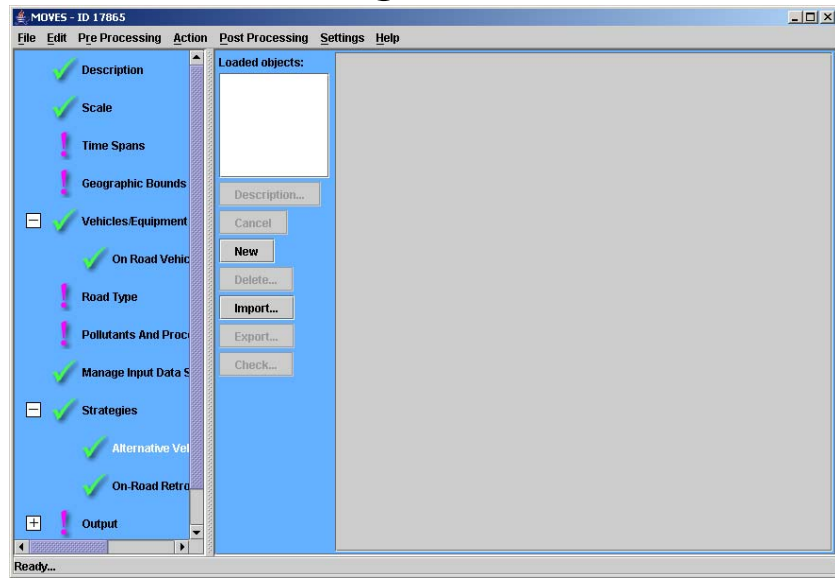 MOVES - ID 17865
File Edit Pre Processing Action Post Processing Settings Help
Description
Scale
Time Spans
Geographic Bounds
Vehicles/Equipment
On Road Vehic
Road Type
Pollutants And Proce
Manage Input Data S
Strategies
Alternative Vel
On-Road Retro
Output
Loaded objects:
Description...
Cancel
New
Delete...
Import...
Export...
Check...
Ready...